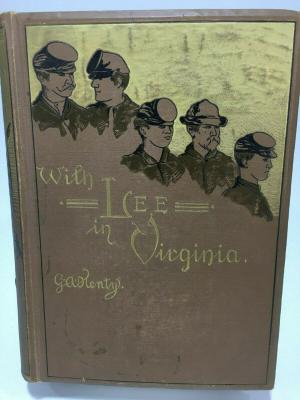 With
LEE
in Virginia.
G.A. Henty.